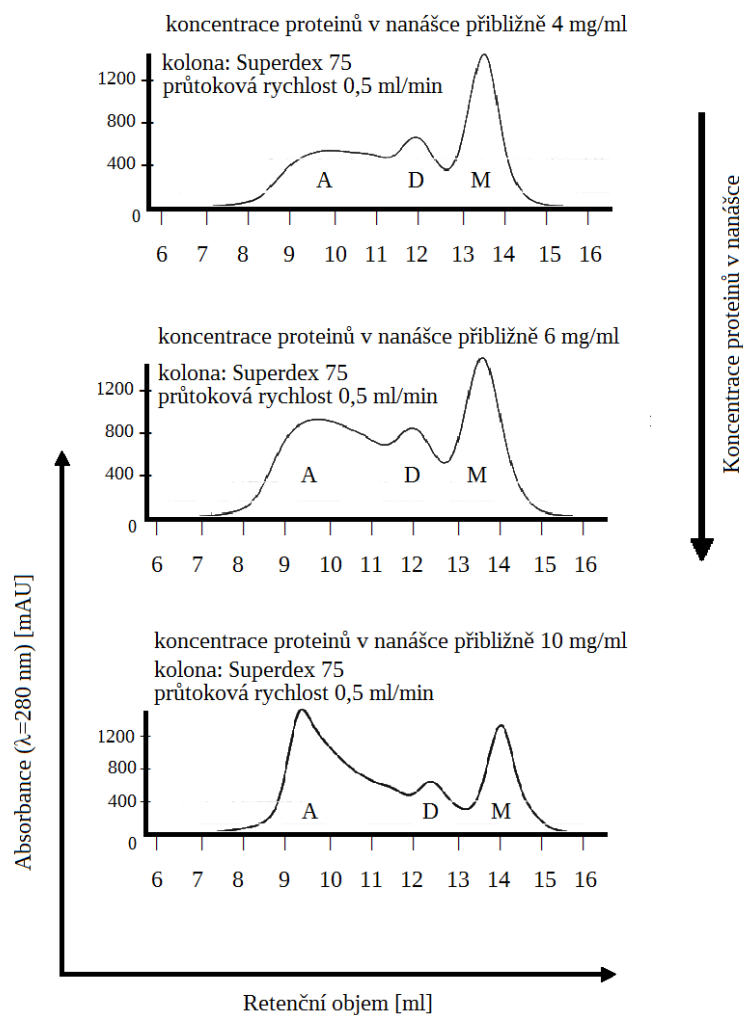 koncentrace proteinů v nanášce přibližně 4 mg/ml
kolona: Superdex 75
průtoková rychlost 0,5 ml/min
1200
800
400
0
A D M
6 7 8 9 10 11 12 13 14 15 16
koncentrace proteinů v nanášce přibližně 6 mg/ml
kolona: Superdex 75
průtoková rychlost 0,5 ml/min
1200
800
400
0
A D M
6 7 8 9 10 11 12 13 14 15 16
koncentrace proteinů v nanášce přibližně 10 mg/ml
kolona: Superdex 75
průtoková rychlost 0,5 ml/min
1200
800
400
0
A D M
6 7 8 9 10 11 12 13 14 15 16
Koncentrace proteinů v nanášce
Absorbance (λ=280 nm) [mAU]
Retenční objem [ml]